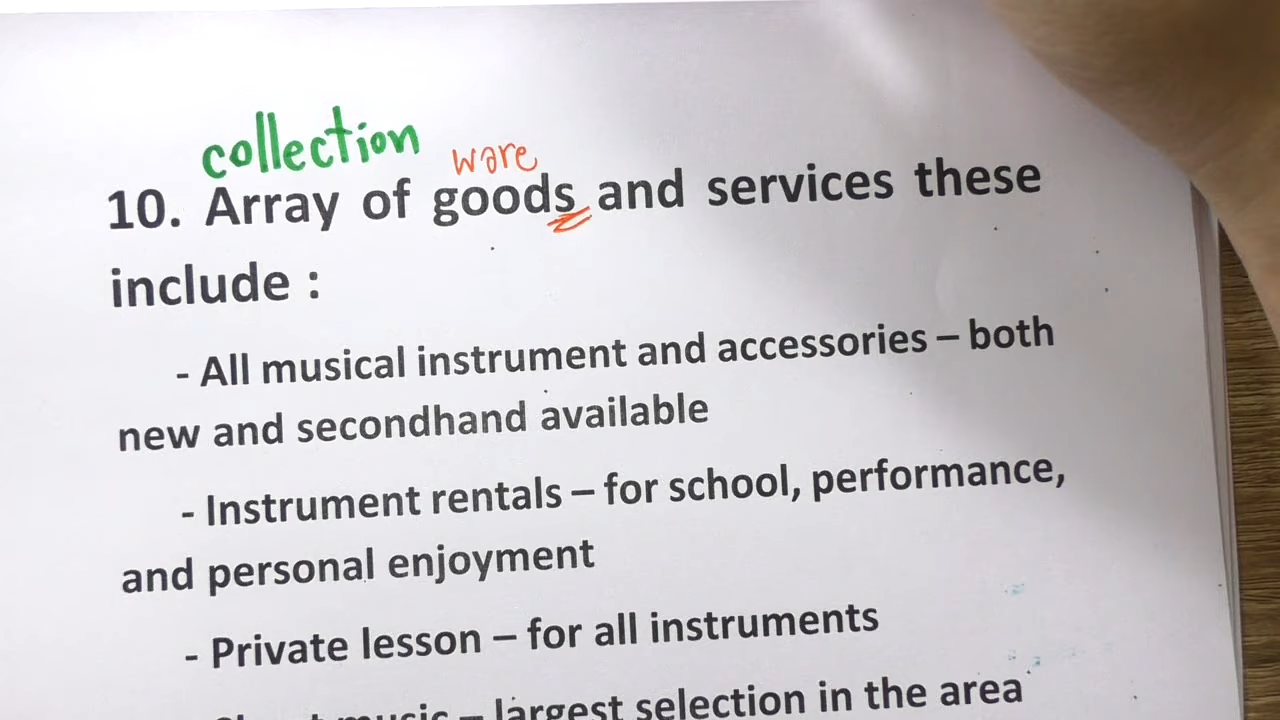 collection
ware
10. Array of goods and services these
include :
- All musical instrument and accessories – both
new and secondhand available
- Instrument rentals – for school, performance,
and personal enjoyment
- Private lesson – for all instruments
music – largest selection in the area